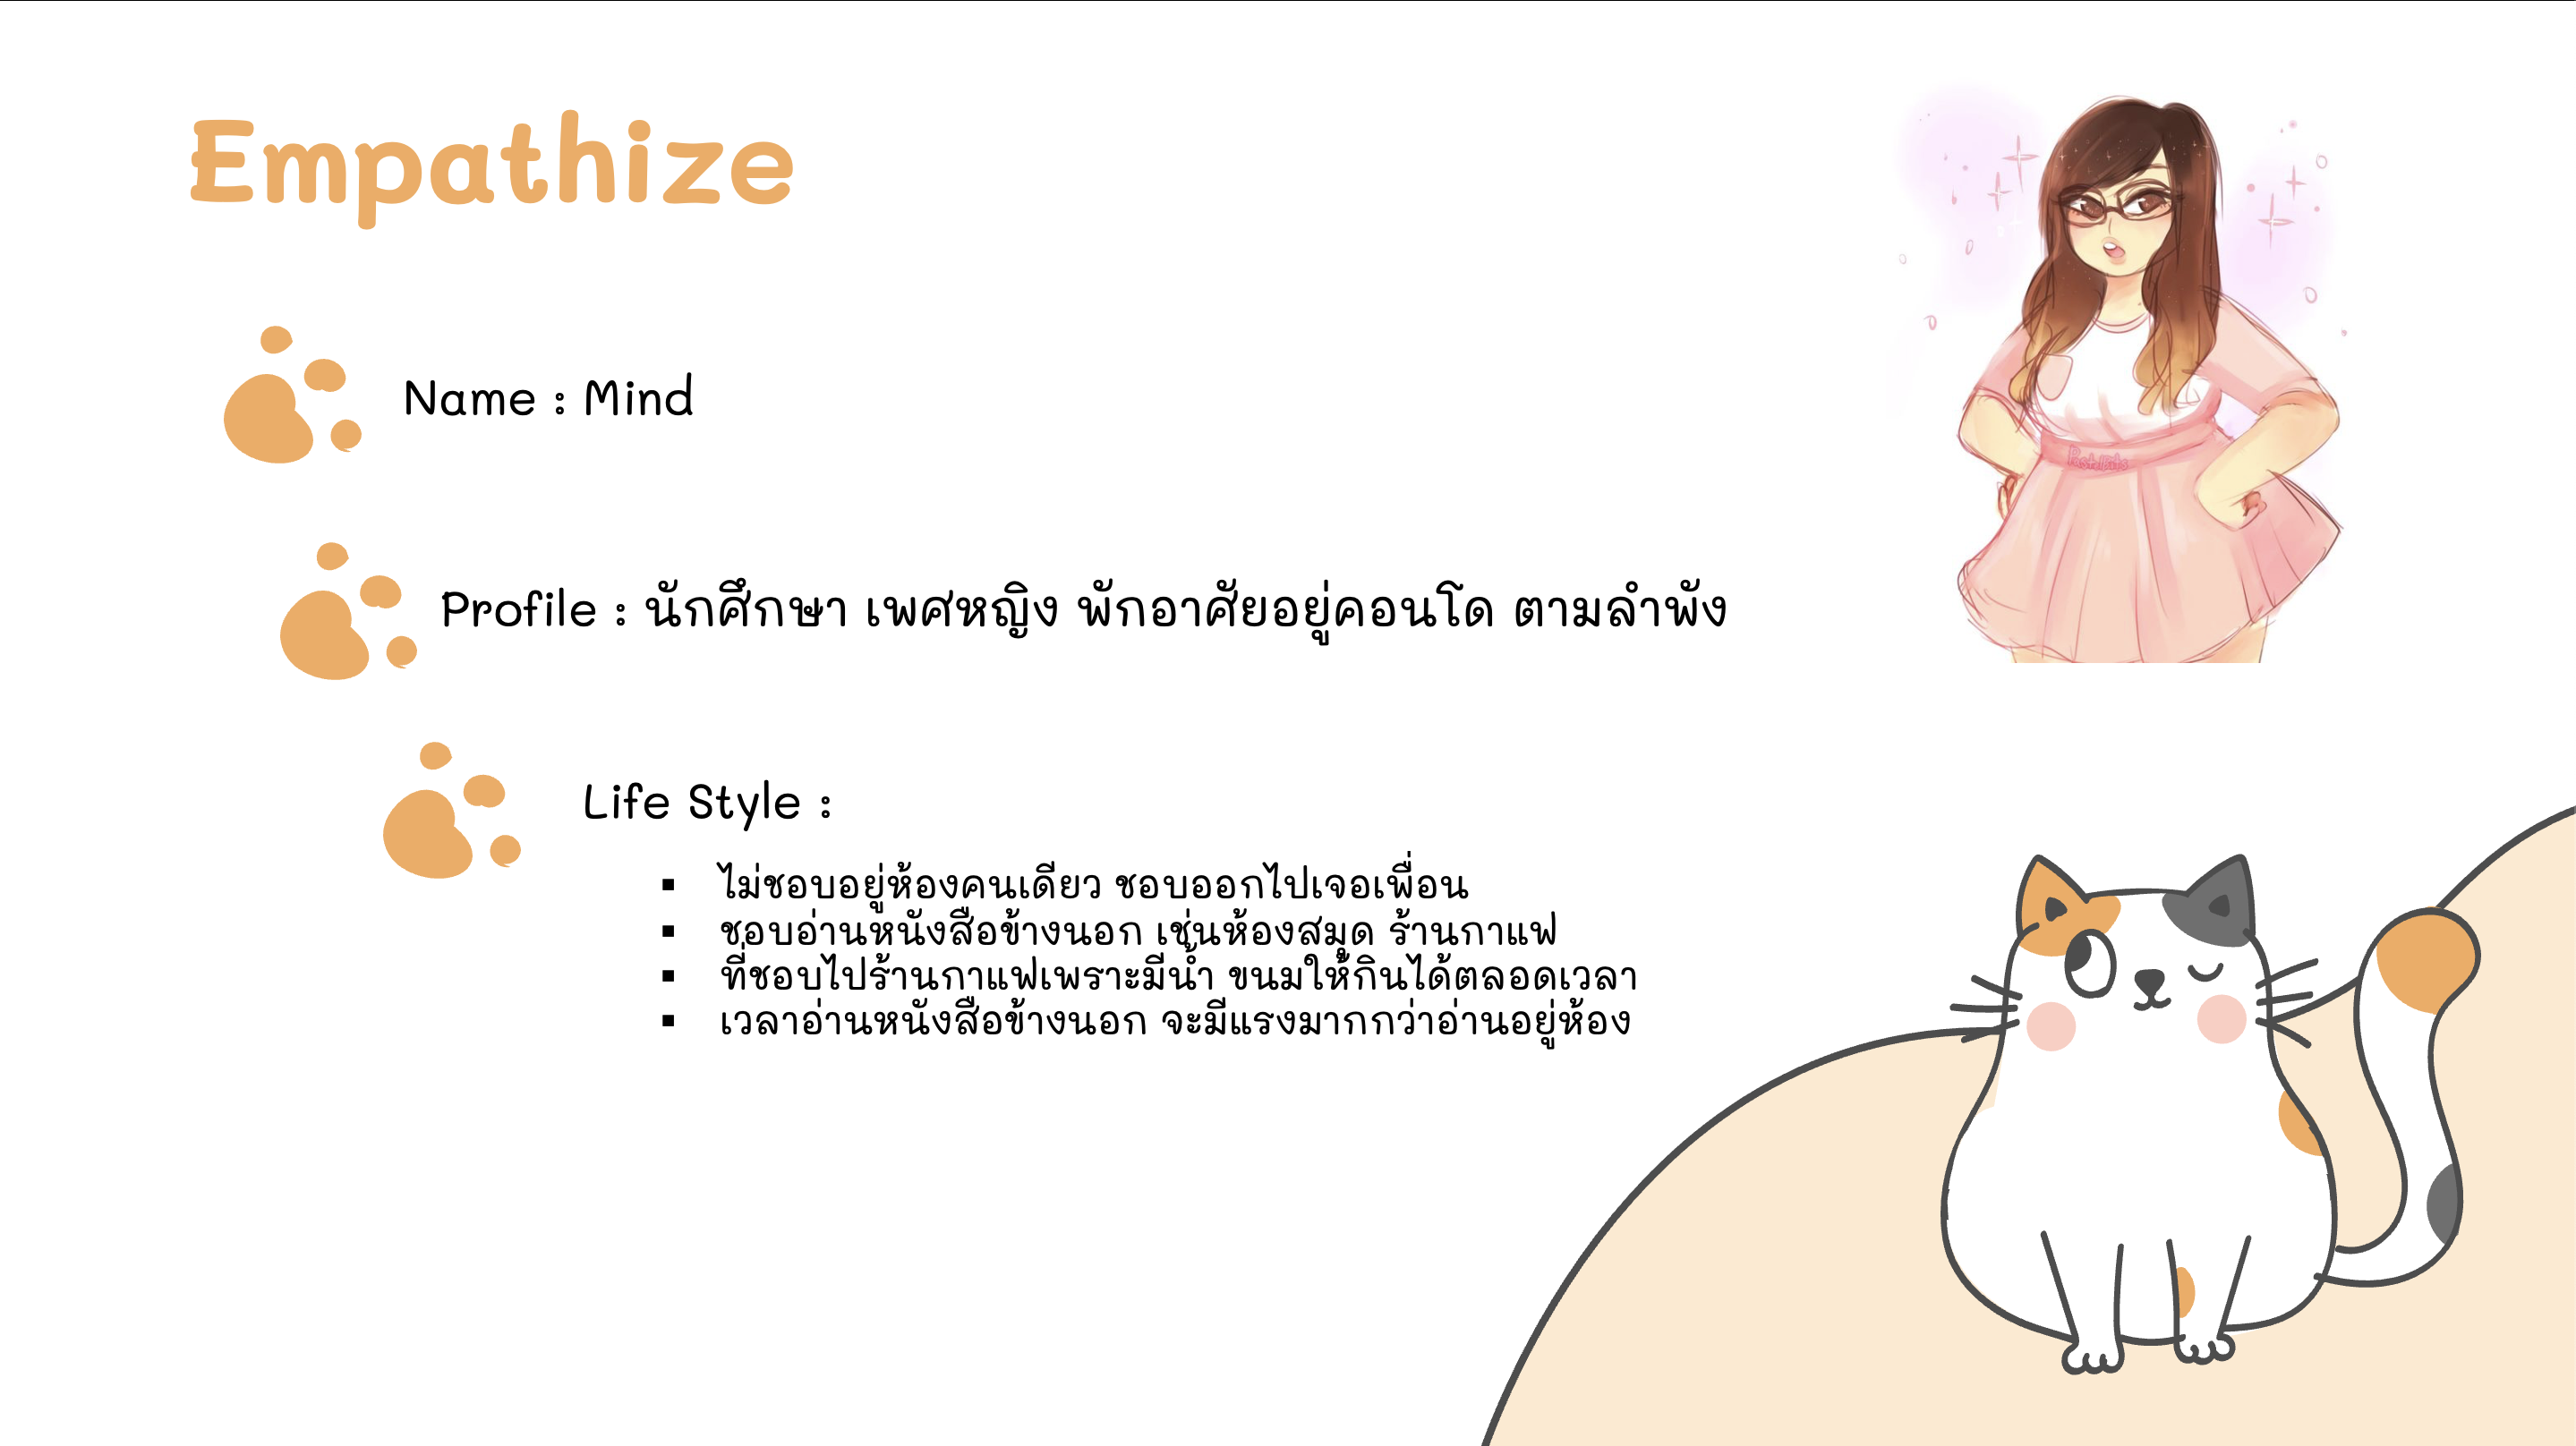 Empathize
Name : Mind
Profile : นักศึกษา เพศหญิง พักอาศัยอยู่คอนโด ตามลำพัง
Life Style :
▪ ไม่ชอบอยู่ห้องคนเดียว ชอบออกไปเจอเพื่อน
▪ ชอบอ่านหนังสือข้างนอก เช่นห้องสมุด ร้านกาแฟ
▪ ที่ชอบไปร้านกาแฟเพราะมีน้ำ ขนมให้กินได้ตลอดเวลา
▪ เวลาอ่านหนังสือข้างนอก จะมีแรงมากกว่าอ่านอยู่ห้อง